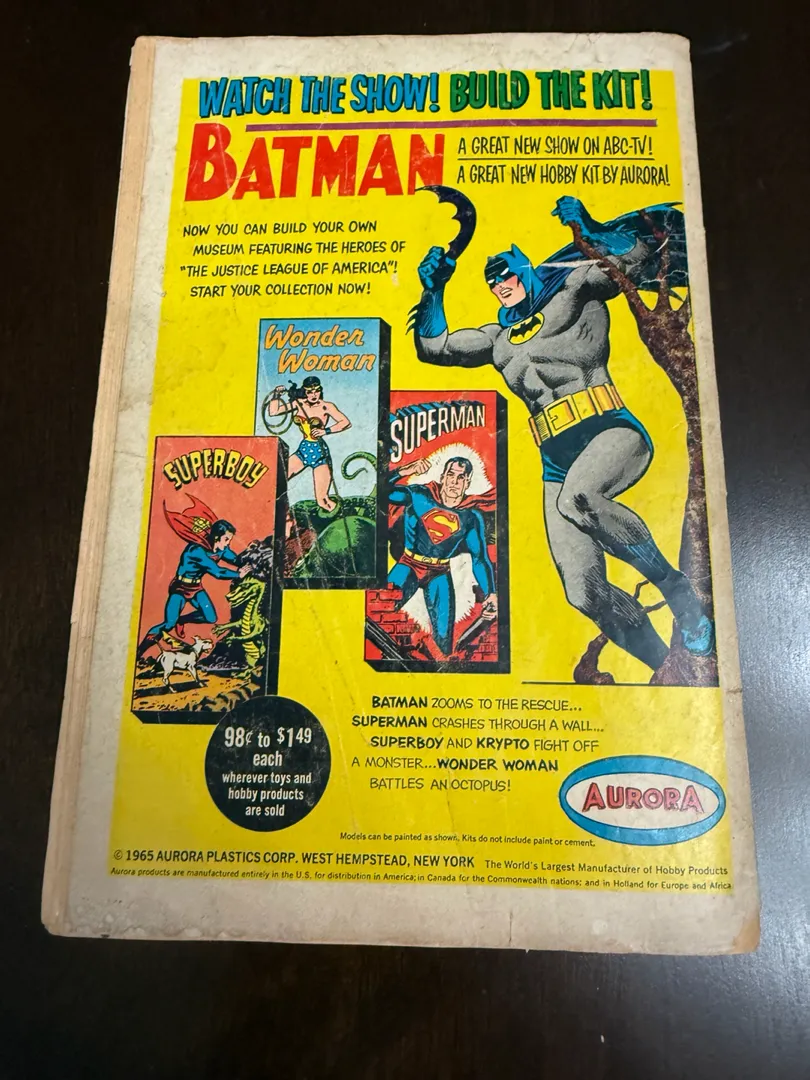 WATCH THE SHOW! BUILD THE KIT!
BATMAN
A GREAT NEW SHOW ON ABC-TV!
A GREAT NEW HOBBY KIT BY AURORA!
NOW YOU CAN BUILD YOUR OWN
MUSEUM FEATURING THE HEROES OF
"THE JUSTICE LEAGUE OF AMERICA"!
START YOUR COLLECTION NOW!
Wonder
Woman
SUPERMAN
SUPERBOY
98¢ to $1.49
each
wherever toys and
hobby products
are sold
BATMAN ZOOMS TO THE RESCUE...
SUPERMAN CRASHES THROUGH A WALL...
SUPERBOY AND KRYPTO FIGHT OFF
A MONSTER...WONDER WOMAN
BATTLES AN OCTOPUS!
AURORA
Models can be painted as shown. Kits do not include paint or cement.
© 1965 AURORA PLASTICS CORP. WEST HEMPSTEAD, NEW YORK The World's Largest Manufacturer of Hobby Products
Aurora products are manufactured entirely in the U.S. for distribution in America; in Canada for the Commonwealth nations; and in Holland for Europe and Africa